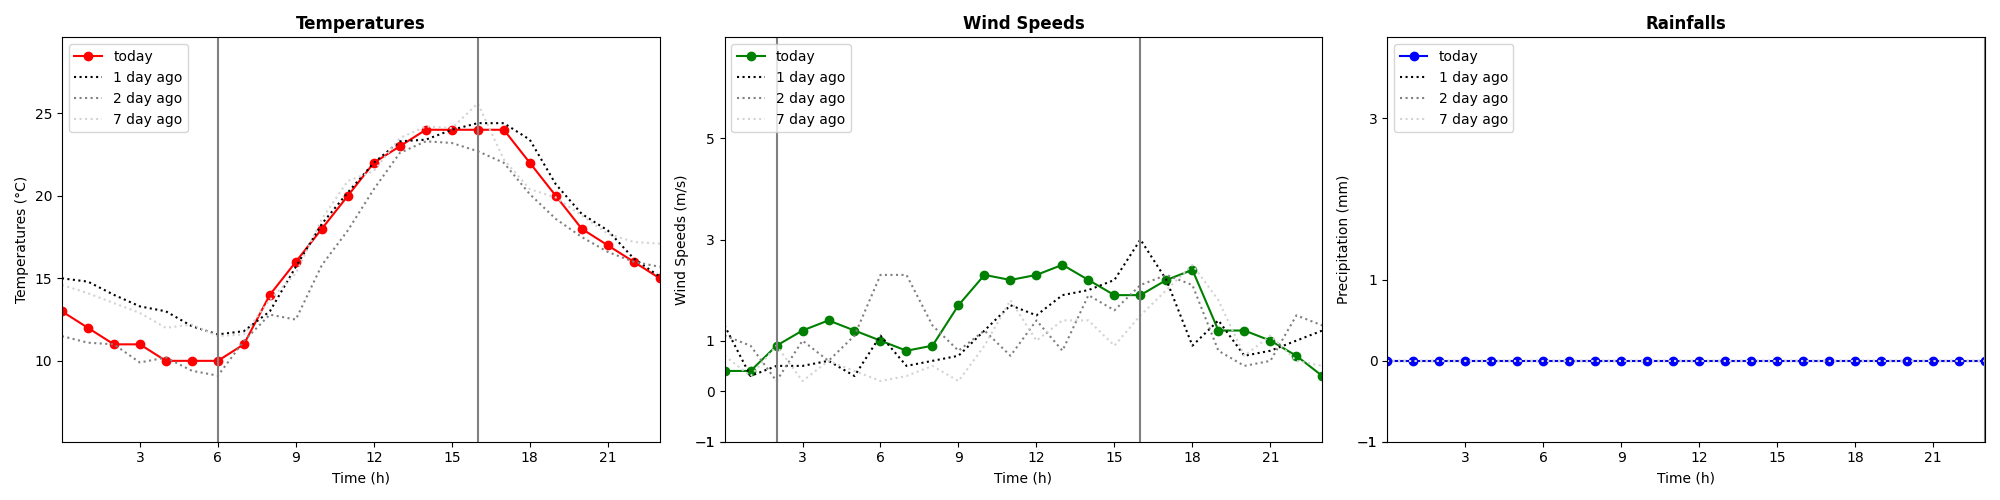 Temperatures
today
1 day ago
2 day ago
7 day ago
25
20
15
10
Temperatures (°C)
3 6 9 12 15 18 21
Time (h)
Wind Speeds
today
1 day ago
2 day ago
7 day ago
5
3
1
0
−1
Wind Speeds (m/s)
3 6 9 12 15 18 21
Time (h)
Rainfalls
today
1 day ago
2 day ago
7 day ago
3
1
0
−1
Precipitation (mm)
3 6 9 12 15 18 21
Time (h)